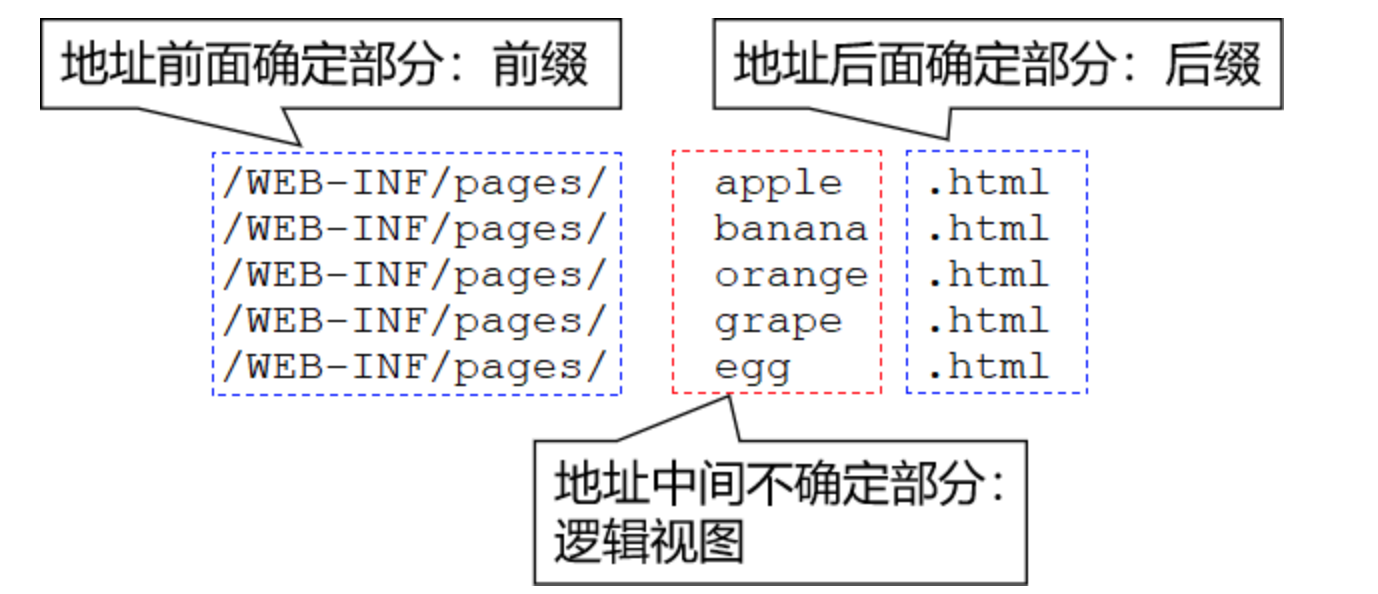 地址前面确定部分：前缀
地址后面确定部分：后缀
/WEB-INF/pages/ apple .html
/WEB-INF/pages/ banana .html
/WEB-INF/pages/ orange .html
/WEB-INF/pages/ grape .html
/WEB-INF/pages/ egg .html
地址中间不确定部分：
逻辑视图